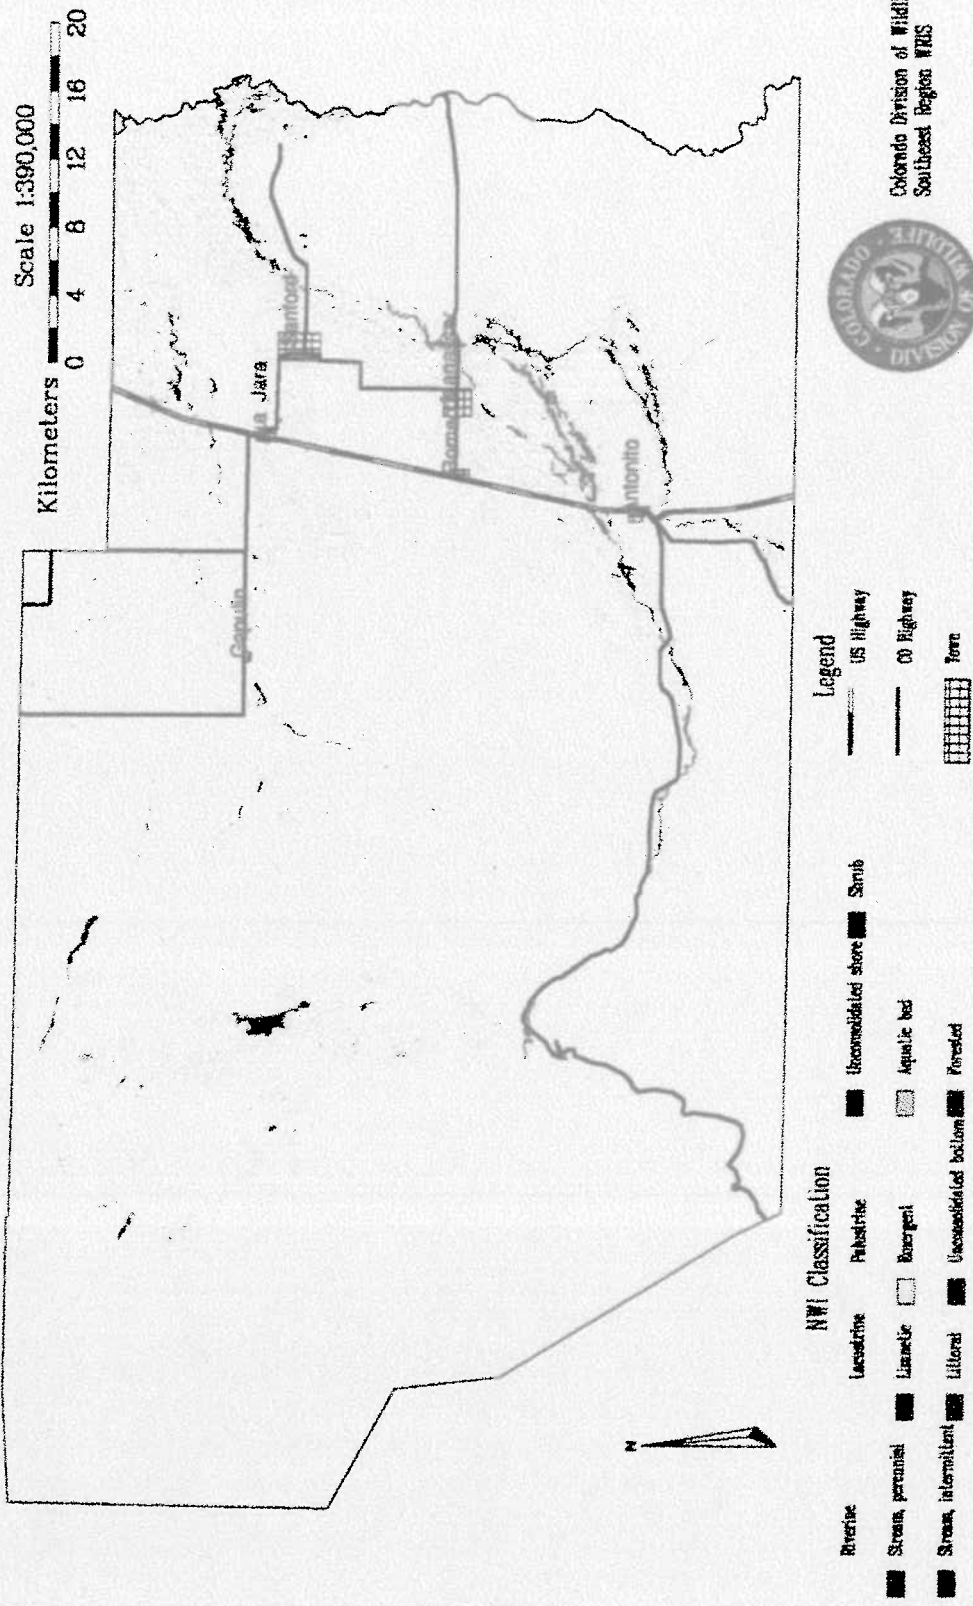 Scale 1:390,000
Kilometers 0 4 8 12 16 20
La Jara
Sanford
Capulin
Romeo
Manassa
Antonito
N
NWI Classification
Riverine
Stream, perennial
Stream, intermittent
Lacustrine
Limnetic
Littoral
Palustrine
Emergent
Unconsolidated bottom
Unconsolidated shore
Aquatic bed
Forested
Shrub
Legend
US Highway
CO Highway
Town
COLORADO
DIVISION OF WILDLIFE
Colorado Division of Wildli
Southeast Region WRIS